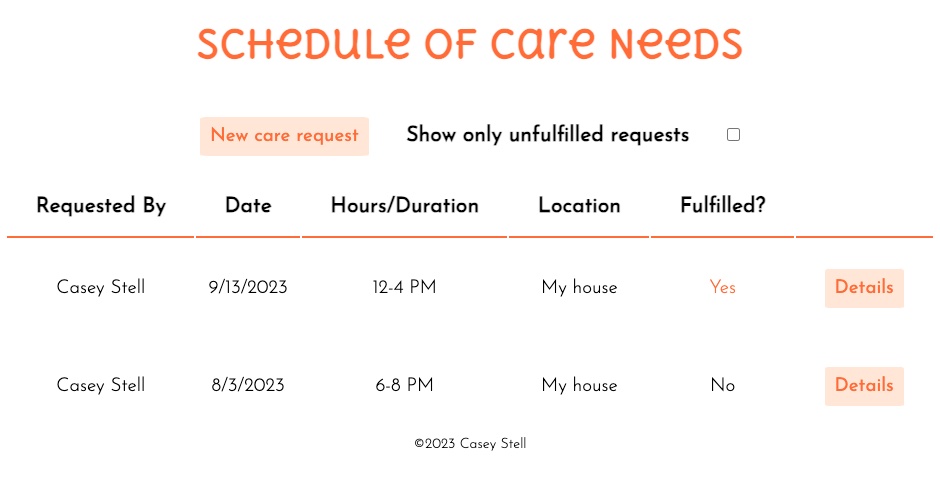 SCHEDULE OF CARE NEEDS
New care request Show only unfulfilled requests
Requested By Date Hours/Duration Location Fulfilled?
Casey Stell 9/13/2023 12-4 PM My house Yes Details
Casey Stell 8/3/2023 6-8 PM My house No Details
©2023 Casey Stell